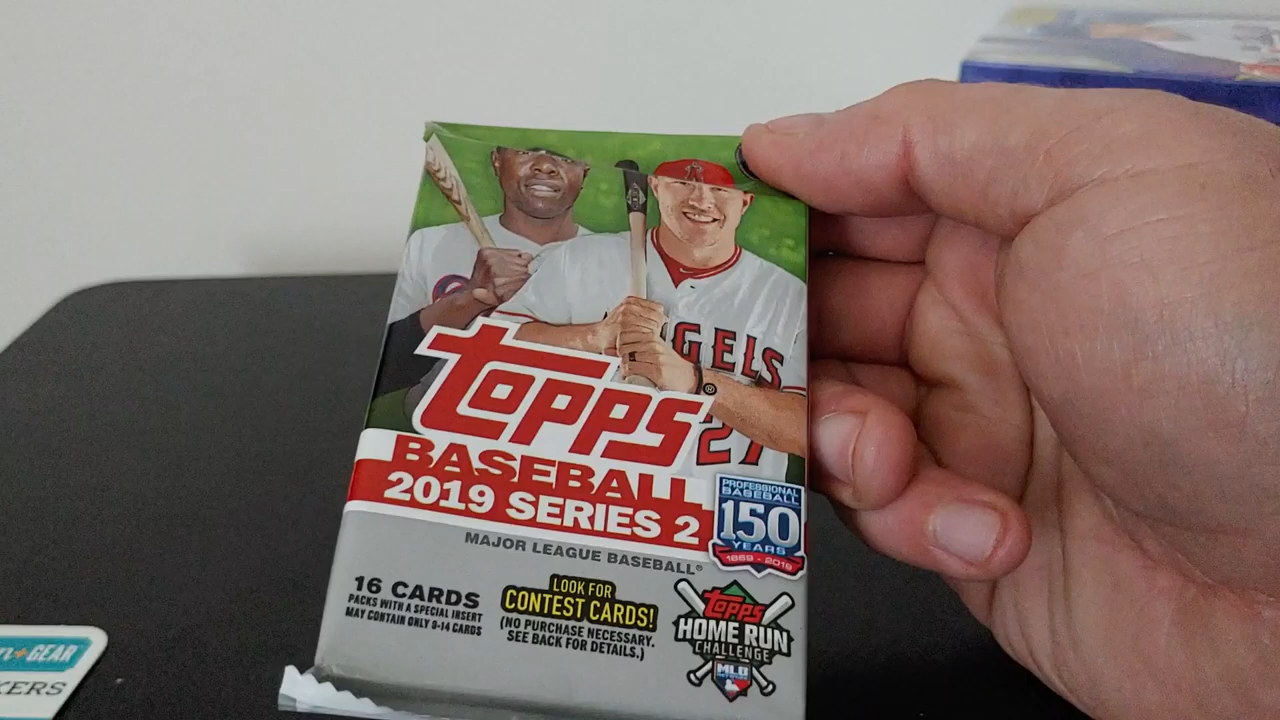 ANGELS
27
TOPPS®
BASEBALL
2019 SERIES 2
PROFESSIONAL
BASEBALL
150
YEARS
1869 - 2019
MAJOR LEAGUE BASEBALL®
16 CARDS
PACKS WITH A SPECIAL INSERT
MAY CONTAIN ONLY 9-14 CARDS
LOOK FOR
CONTEST CARDS!
(NO PURCHASE NECESSARY.
SEE BACK FOR DETAILS.)
TOPPS
HOME RUN
CHALLENGE
MLB
+GEAR
KERS